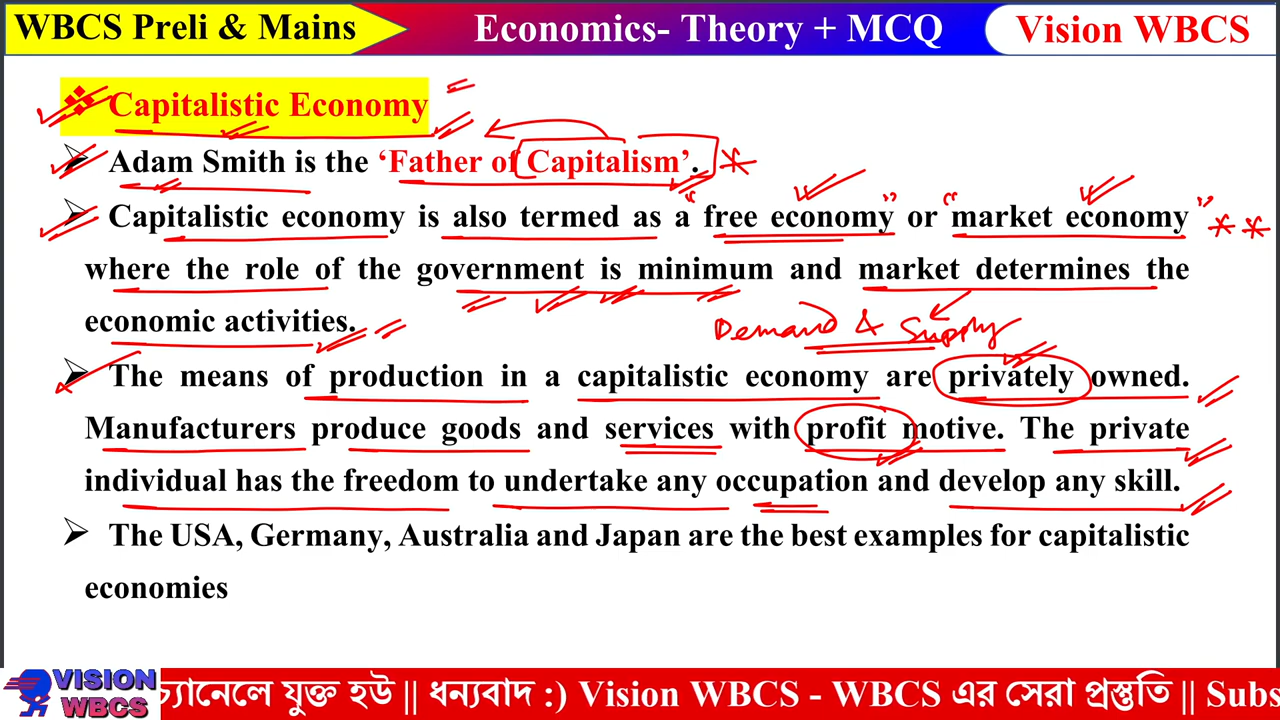 WBCS Preli & Mains
Economics- Theory + MCQ
Vision WBCS
Capitalistic Economy
Adam Smith is the ‘Father of Capitalism’.
Capitalistic economy is also termed as a "free economy" or "market economy"
where the role of the government is minimum and market determines the
economic activities.
Demand & Supply
The means of production in a capitalistic economy are privately owned.
Manufacturers produce goods and services with profit motive. The private
individual has the freedom to undertake any occupation and develop any skill.
The USA, Germany, Australia and Japan are the best examples for capitalistic
economies
VISION
WBCS
চ্যানেলে যুক্ত হউ || ধন্যবাদ :) Vision WBCS - WBCS এর সেরা প্রস্তুতি || Subs